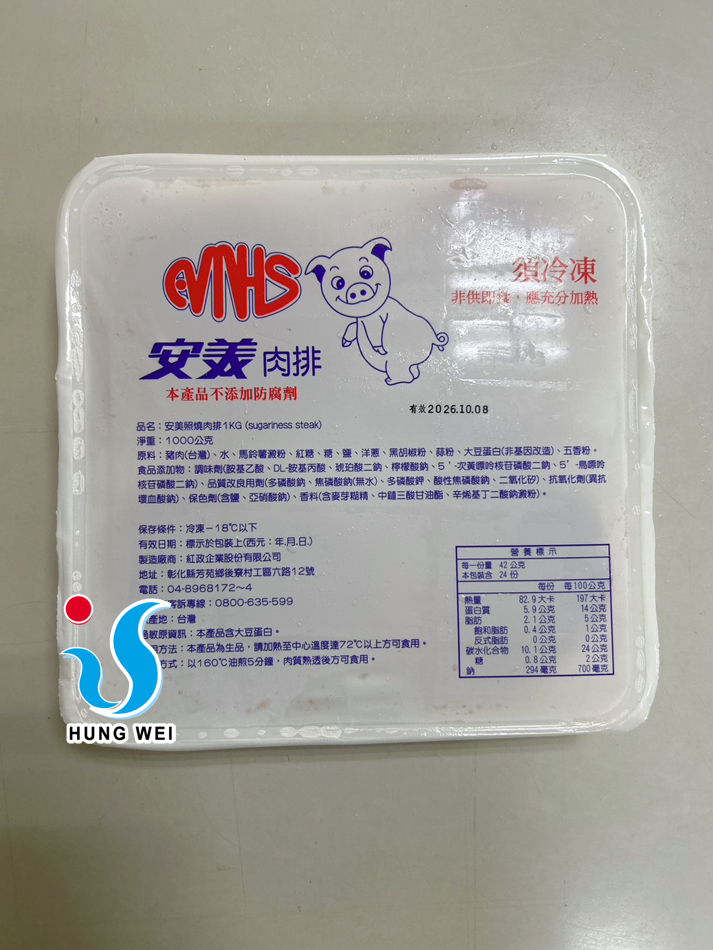 ANHS
須冷凍
非供即食，應充分加熱
安美 肉排
本產品不添加防腐劑
有效2026.10.08
品名：安美照燒肉排1KG (sugariness steak)
淨重：1000公克
原料：豬肉(台灣)、水、馬鈴薯澱粉、紅糖、糖、鹽、洋蔥、黑胡椒粉、蒜粉、大豆蛋白(非基因改造)、五香粉。
食品添加物：調味劑(胺基乙酸、DL-胺基丙酸、琥珀酸二鈉、檸檬酸鈉、5'-次黃嘌呤核苷磷酸二鈉、5'-鳥嘌呤
核苷磷酸二鈉)、品質改良用劑(多磷酸鈉、焦磷酸鈉(無水)、多磷酸鉀、酸性焦磷酸鈉、二氧化矽)、抗氧化劑(異抗
壞血酸鈉)、保色劑(含鹽、亞硝酸鈉)、香料(含麥芽糊精、中鏈三酸甘油酯、辛烯基丁二酸鈉澱粉)。
保存條件：冷凍－18℃以下
有效日期：標示於包裝上(西元：年.月.日.)
製造廠商：紅政企業股份有限公司
地址：彰化縣芳苑鄉後寮村工區六路12號
電話：04-8968172～4
客訴專線：0800-635-599
產地：台灣
過敏原資訊：本產品含大豆蛋白。
用方法：本產品為生品，請加熱至中心溫度達72℃以上方可食用。
方式：以160℃油煎5分鐘，肉質熟透後方可食用。
營養標示
每一份量 42公克
本包裝含 24份
每份 每100公克
熱量 82.9大卡 197大卡
蛋白質 5.9公克 14公克
脂肪 2.1公克 5公克
飽和脂肪 0.4公克 1公克
反式脂肪 0公克 0公克
碳水化合物 10.1公克 24公克
糖 0.8公克 2公克
鈉 294毫克 700毫克
HUNG WEI